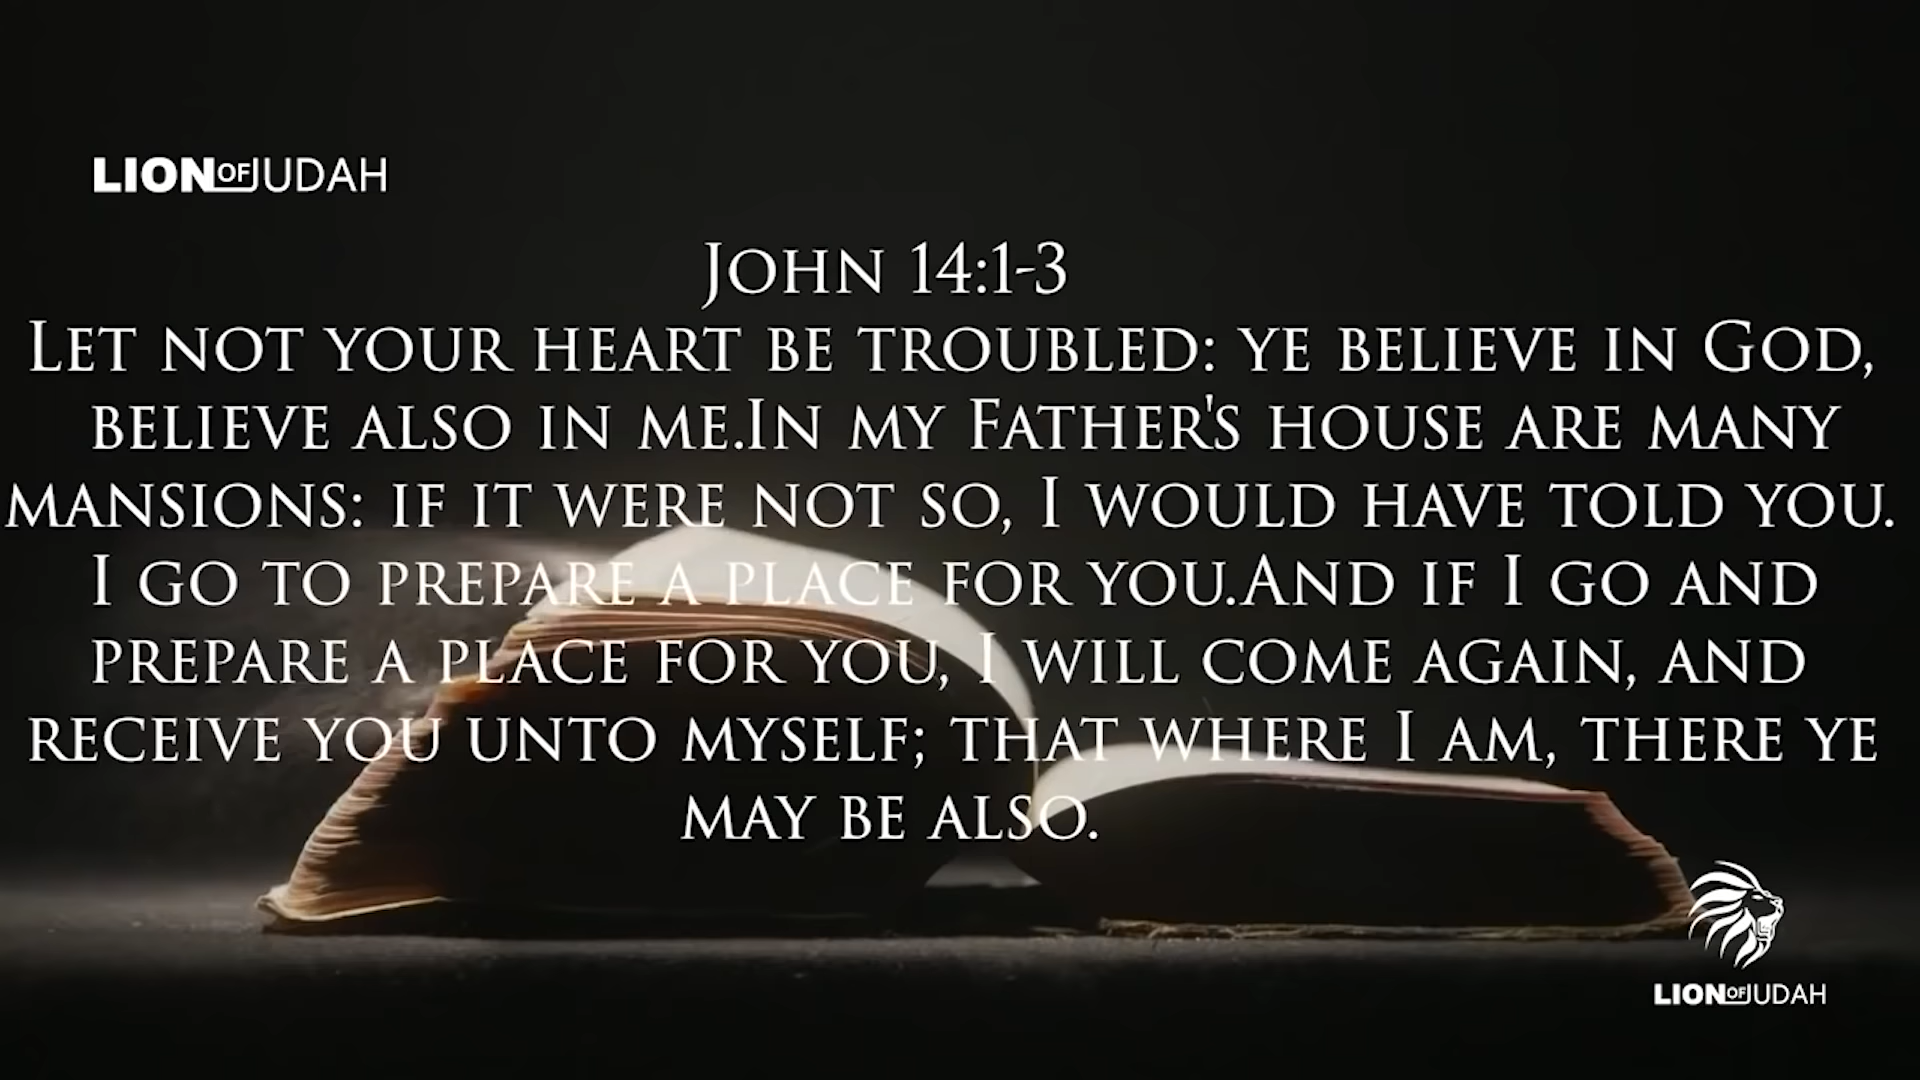 LION OF JUDAH
John 14:1-3
Let not your heart be troubled: ye believe in God,
believe also in me.In my Father's house are many
mansions: if it were not so, I would have told you.
I go to prepare a place for you.And if I go and
prepare a place for you, I will come again, and
receive you unto myself; that where I am, there ye
may be also.
LION OF JUDAH